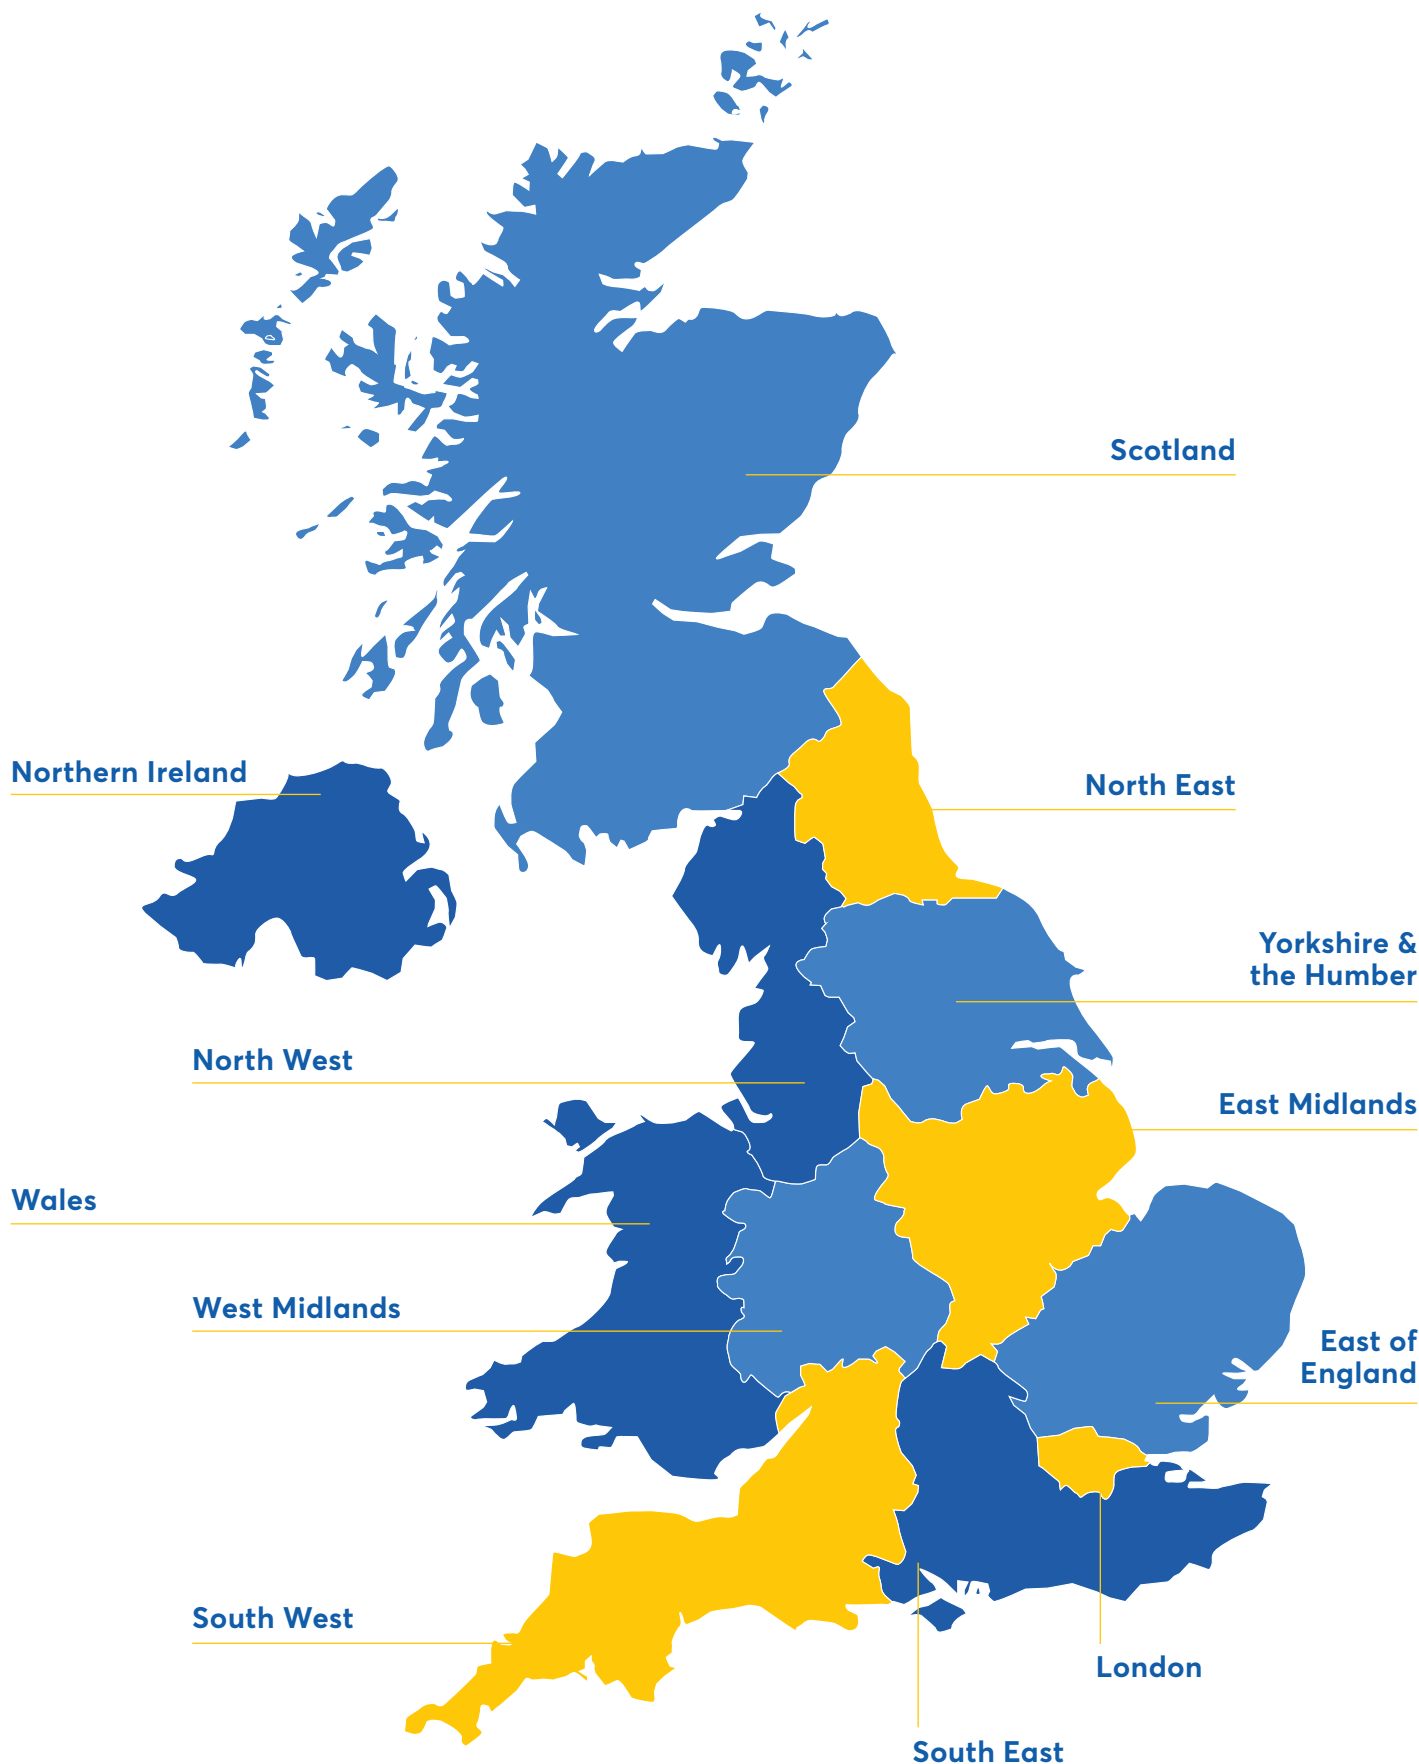 Scotland
Northern Ireland
North East
Yorkshire &
the Humber
North West
East Midlands
Wales
West Midlands
East of
England
South West
London
South East